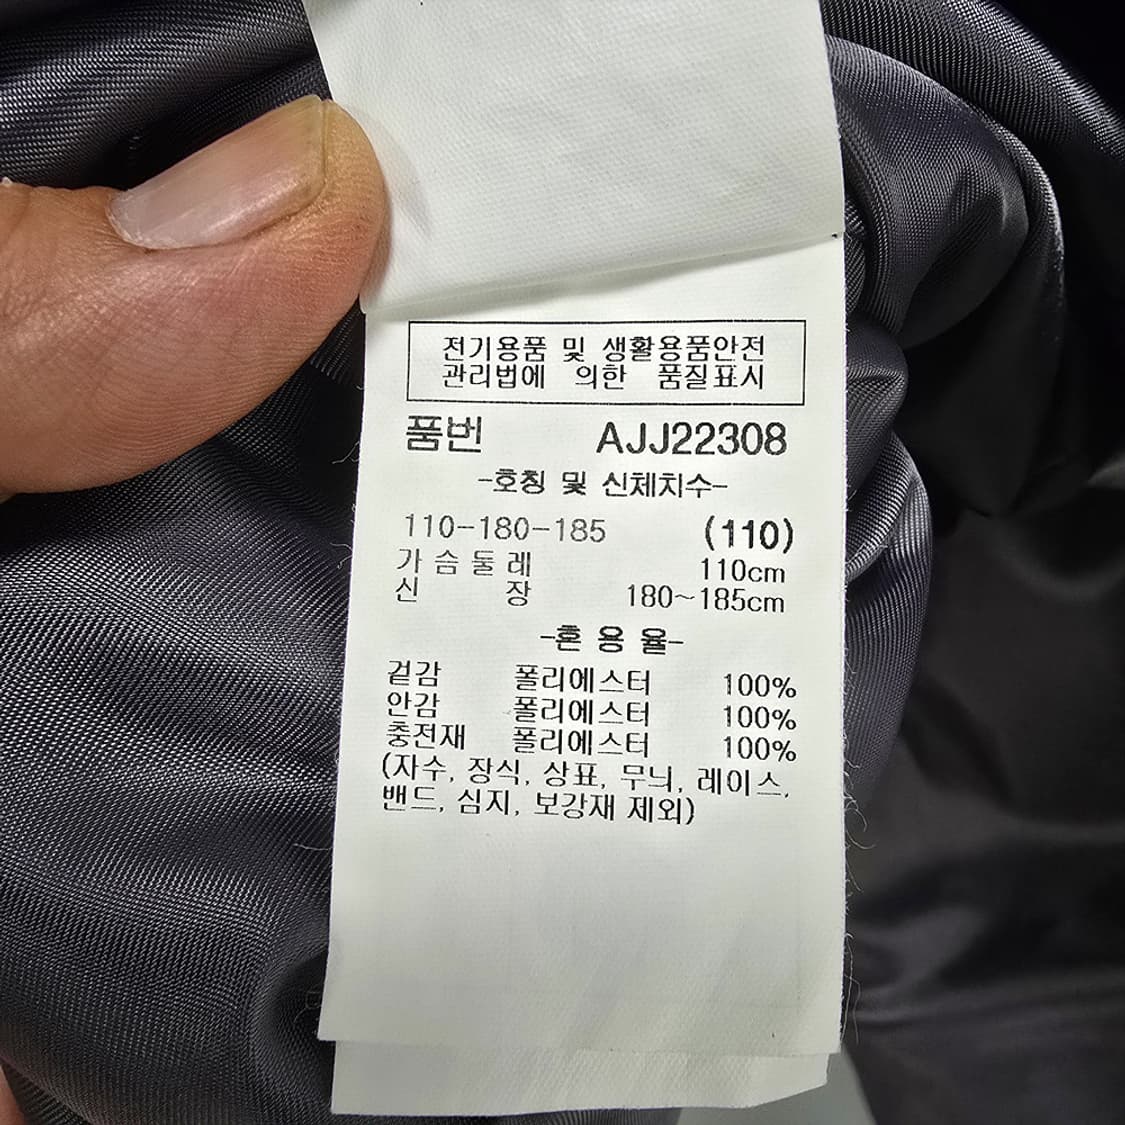 전기용품 및 생활용품안전
관리법에 의한 품질표시
품번 AJJ22308
-호칭 및 신체치수-
110-180-185 (110)
가슴둘레 110cm
신 장 180~185cm
-혼 용 율-
겉감 폴리에스터 100%
안감 폴리에스터 100%
충전재 폴리에스터 100%
(자수, 장식, 상표, 무늬, 레이스,
밴드, 심지, 보강재 제외)